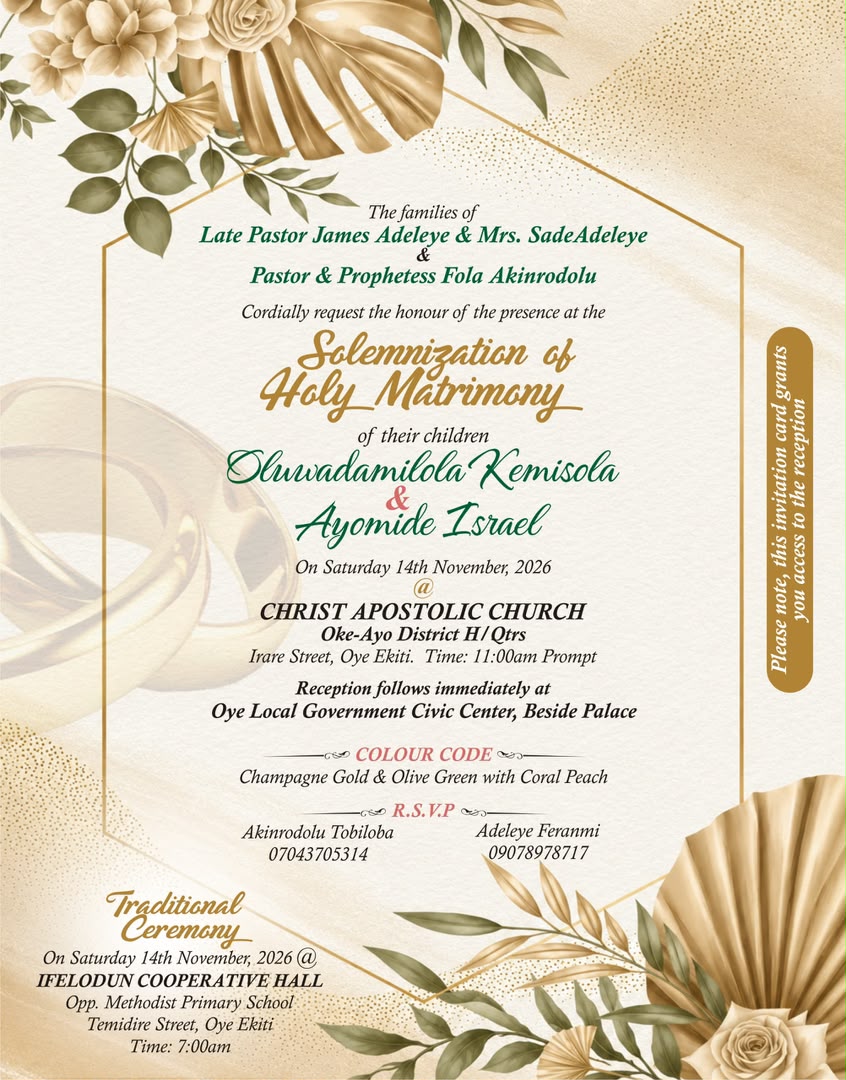 The families of
Late Pastor James Adeleye & Mrs. SadeAdeleye
&
Pastor & Prophetess Fola Akinrodolu
Cordially request the honour of the presence at the
Solemnization of
Holy Matrimony
of their children
Oluwadamilola Kemisola
&
Ayomide Israel
On Saturday 14th November, 2026
@
CHRIST APOSTOLIC CHURCH
Oke-Ayo District H/Qtrs
Irare Street, Oye Ekiti. Time: 11:00am Prompt
Reception follows immediately at
Oye Local Government Civic Center, Beside Palace
COLOUR CODE
Champagne Gold & Olive Green with Coral Peach
R.S.V.P
Akinrodolu Tobiloba
07043705314
Adeleye Feranmi
09078978717
Please note, this invitation card grants
you access to the reception
Traditional
Ceremony
On Saturday 14th November, 2026 @
IFELODUN COOPERATIVE HALL
Opp. Methodist Primary School
Temidire Street, Oye Ekiti
Time: 7:00am